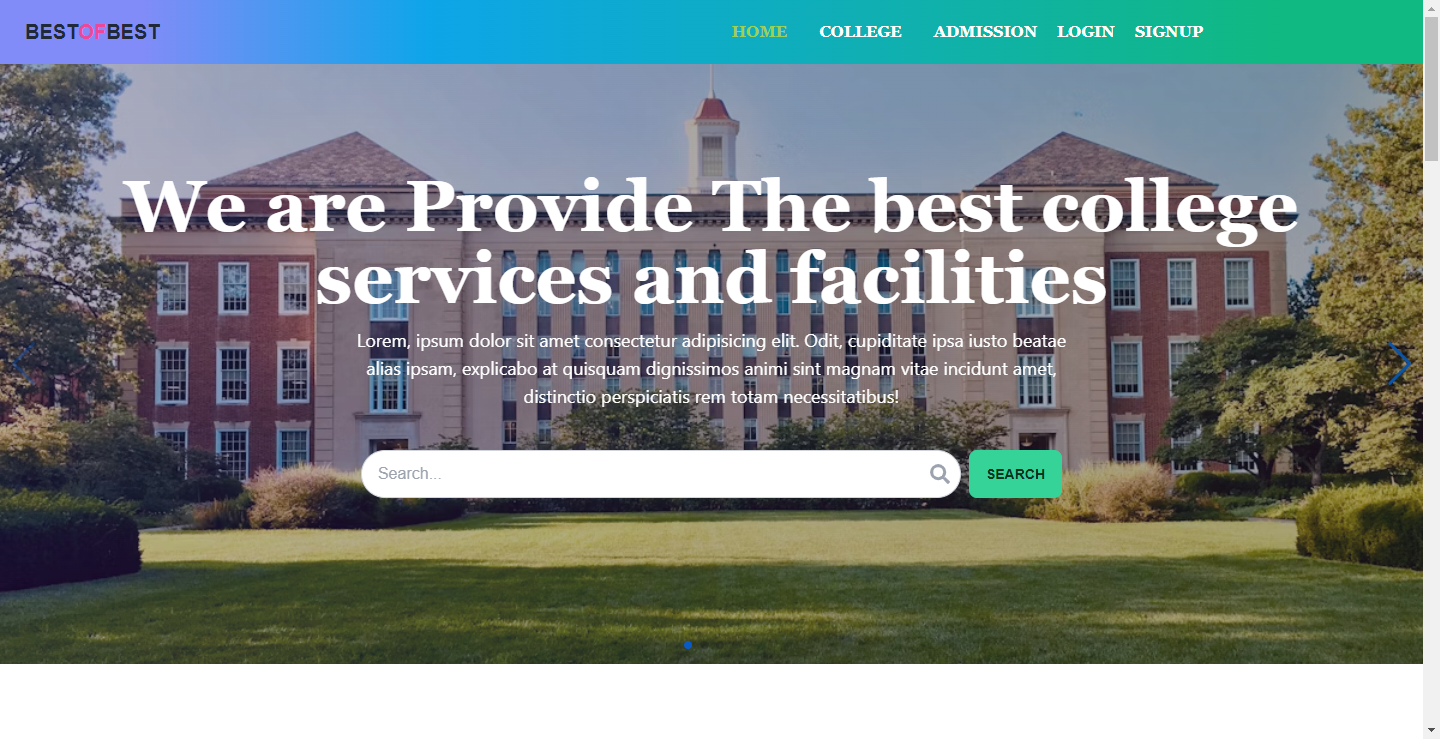 BESTOFBEST HOME COLLEGE ADMISSION LOGIN SIGNUP
We are Provide The best college
services and facilities
Lorem, ipsum dolor sit amet consectetur adipisicing elit. Odit, cupiditate ipsa iusto beatae
alias ipsam, explicabo at quisquam dignissimos animi sint magnam vitae incidunt amet,
distinctio perspiciatis rem totam necessitatibus!
Search... SEARCH